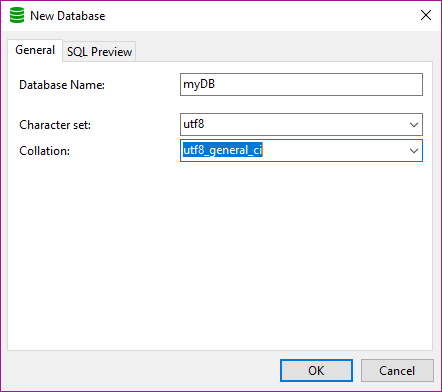 New Database
General SQL Preview
Database Name: myDB
Character set: utf8
Collation: utf8_general_ci
OK Cancel